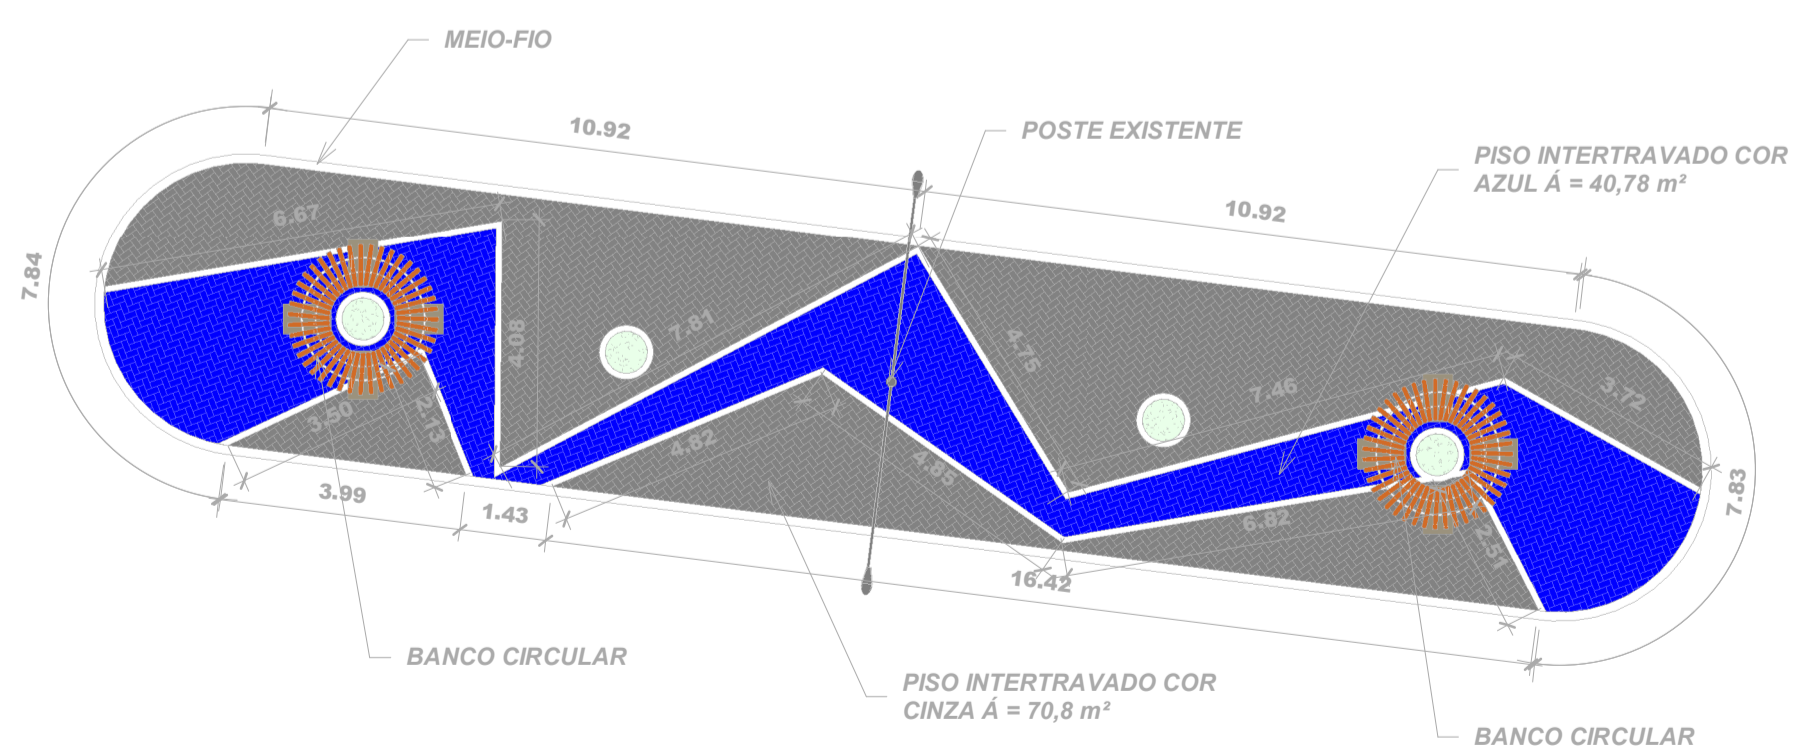 MEIO-FIO
10.92
POSTE EXISTENTE
PISO INTERTRAVADO COR
AZUL Á = 40,78 m²
10.92
6.67
7.84
7.81
4.08
4.75
7.46
3.72
3.50
2.73
4.62
4.85
6.82
2.51
7.83
3.99
1.43
16.42
BANCO CIRCULAR
PISO INTERTRAVADO COR
CINZA Á = 70,8 m²
BANCO CIRCULAR